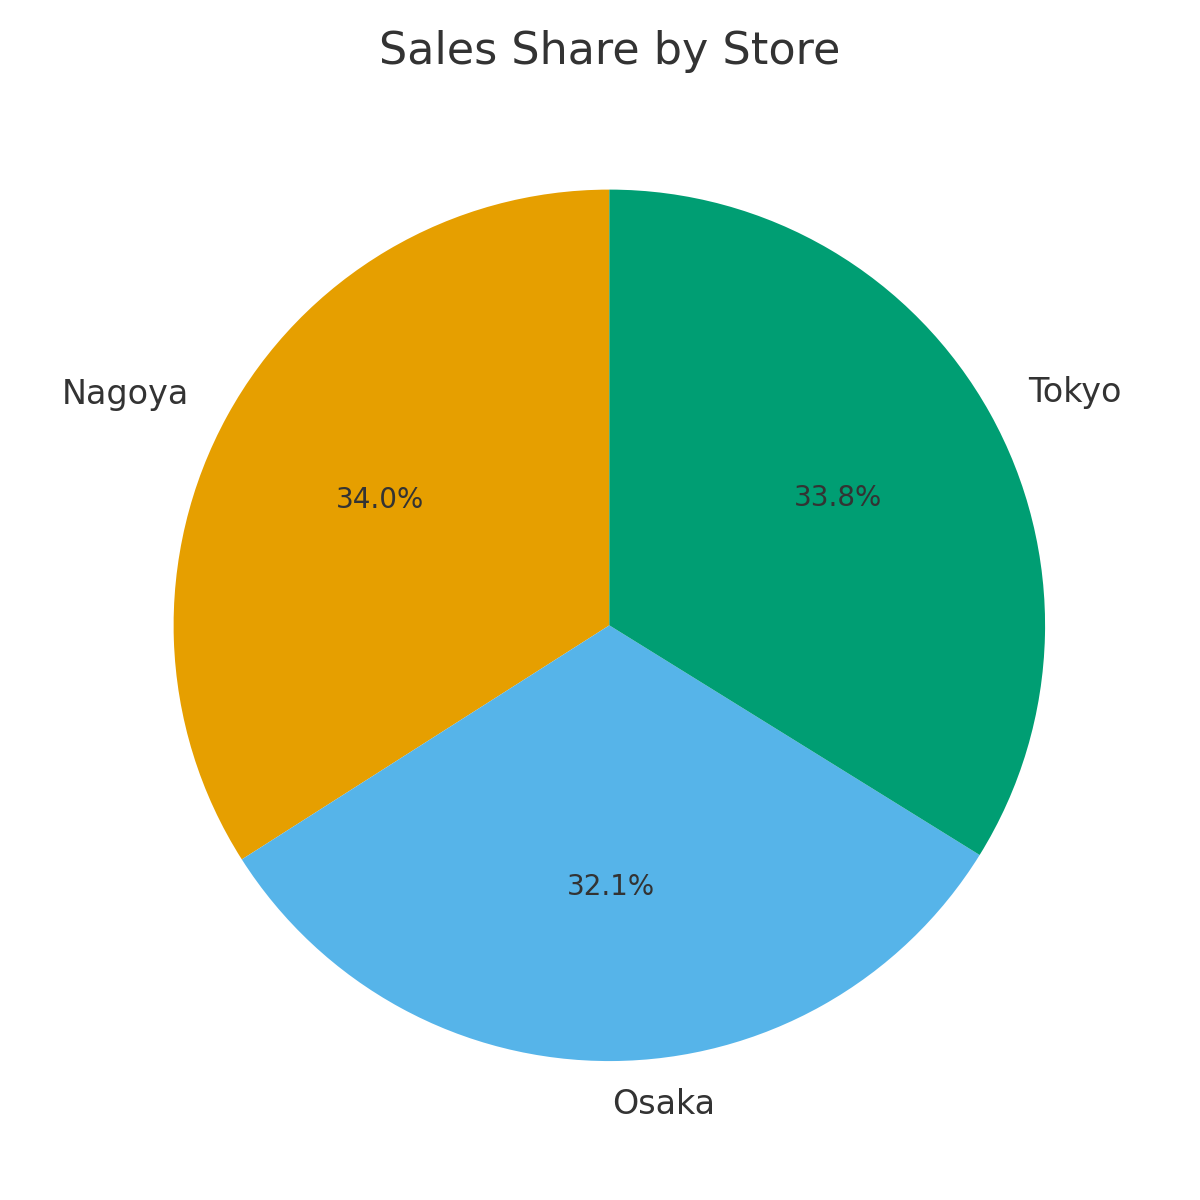 Sales Share by Store
Nagoya
Tokyo
34.0%
33.8%
32.1%
Osaka